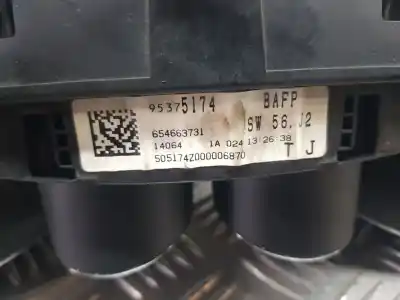 95375174 BAFP
654663731 SW 56. J2
14064 1A 024 13:26:38
505174Z000006870 T J